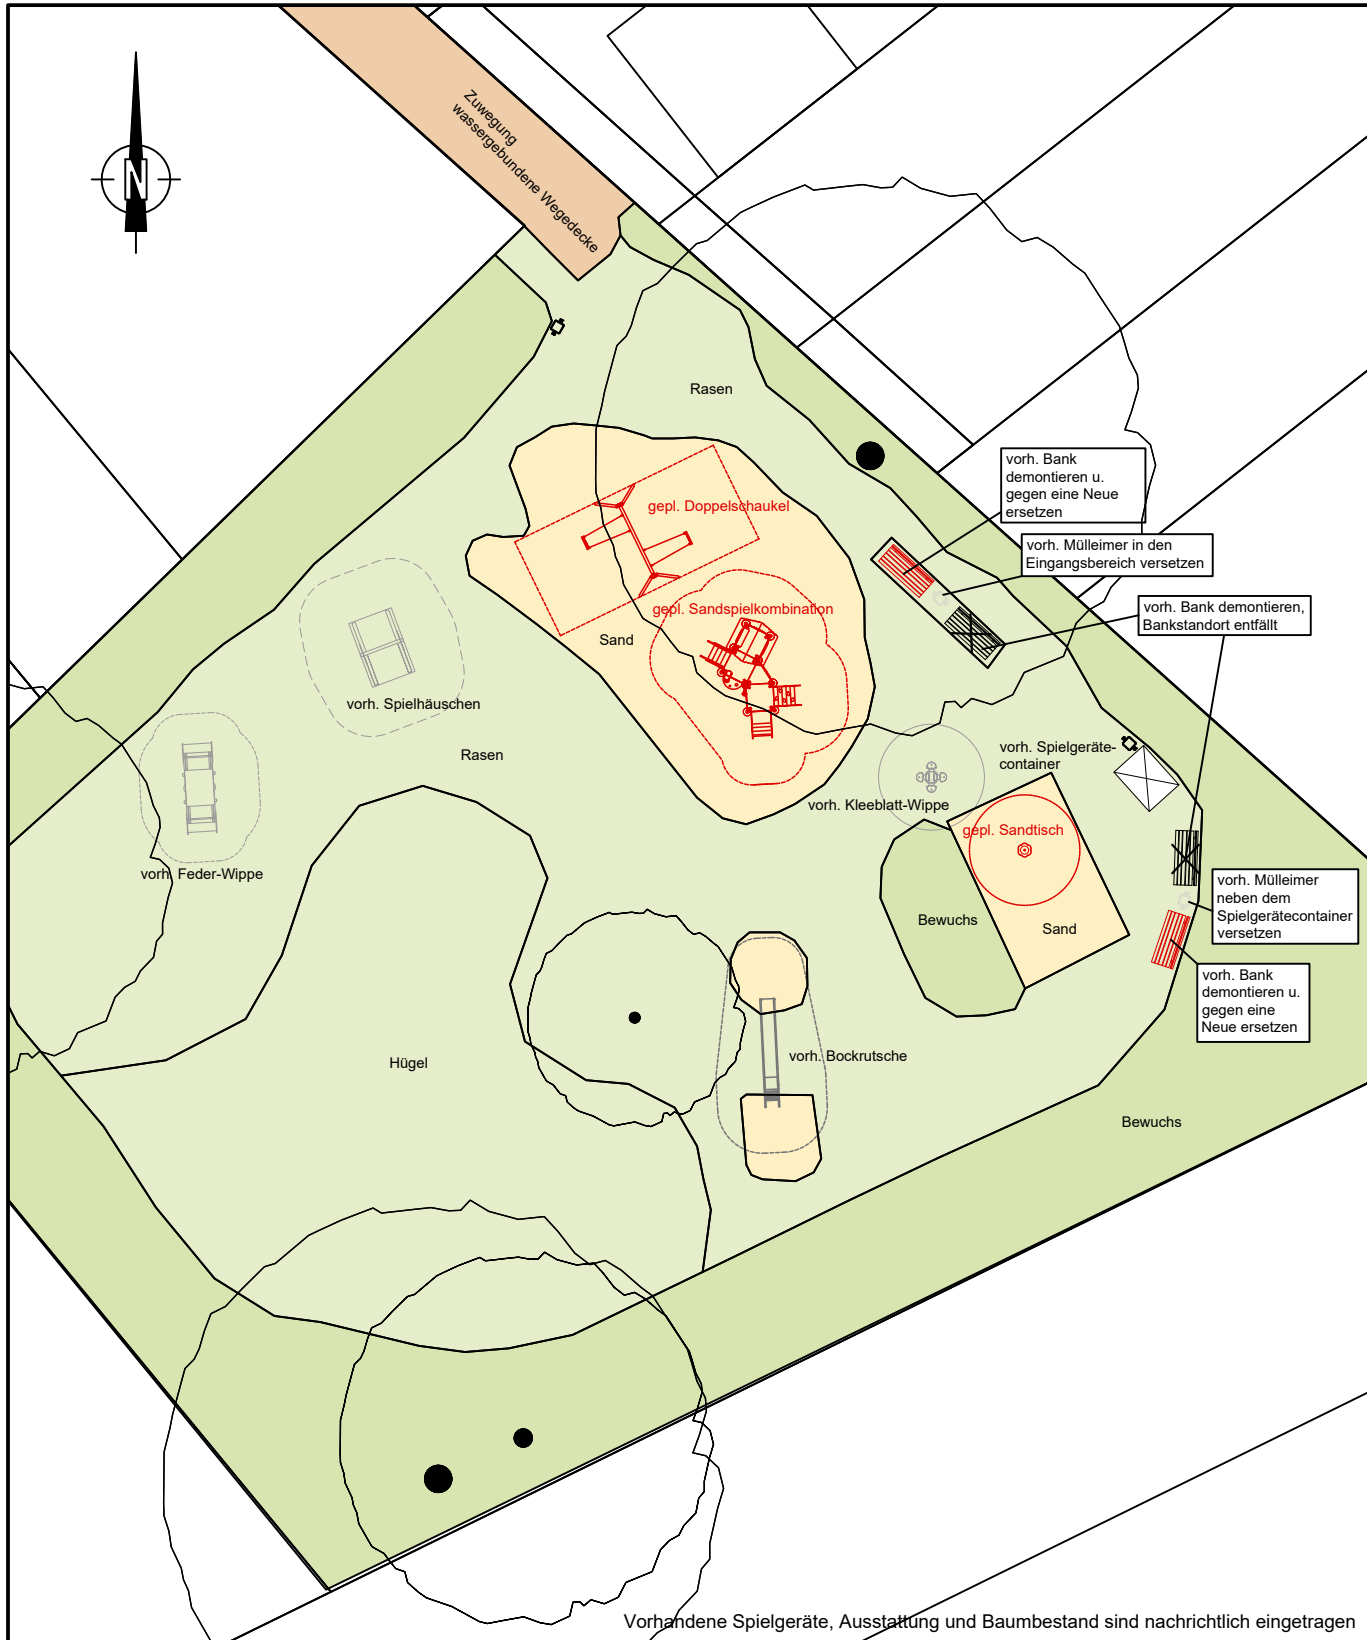 Zuwegung
wassergebundene Wegedecke
N
Rasen
vorh. Bank
demontieren u.
gegen eine Neue
ersetzen
gepl. Doppelschaukel
vorh. Mülleimer in den
Eingangsbereich versetzen
gepl. Sandspielkombination
vorh. Bank demontieren,
Bankstandort entfällt
Sand
vorh. Spielhäuschen
Rasen
vorh. Spielgeräte-
container
vorh. Kleeblatt-Wippe
gepl. Sandtisch
vorh. Feder-Wippe
vorh. Mülleimer
neben dem
Spielgerätecontainer
versetzen
Bewuchs
Sand
vorh. Bank
demontieren u.
gegen eine
Neue ersetzen
Hügel
vorh. Bockrutsche
Bewuchs
Vorhandene Spielgeräte, Ausstattung und Baumbestand sind nachrichtlich eingetragen